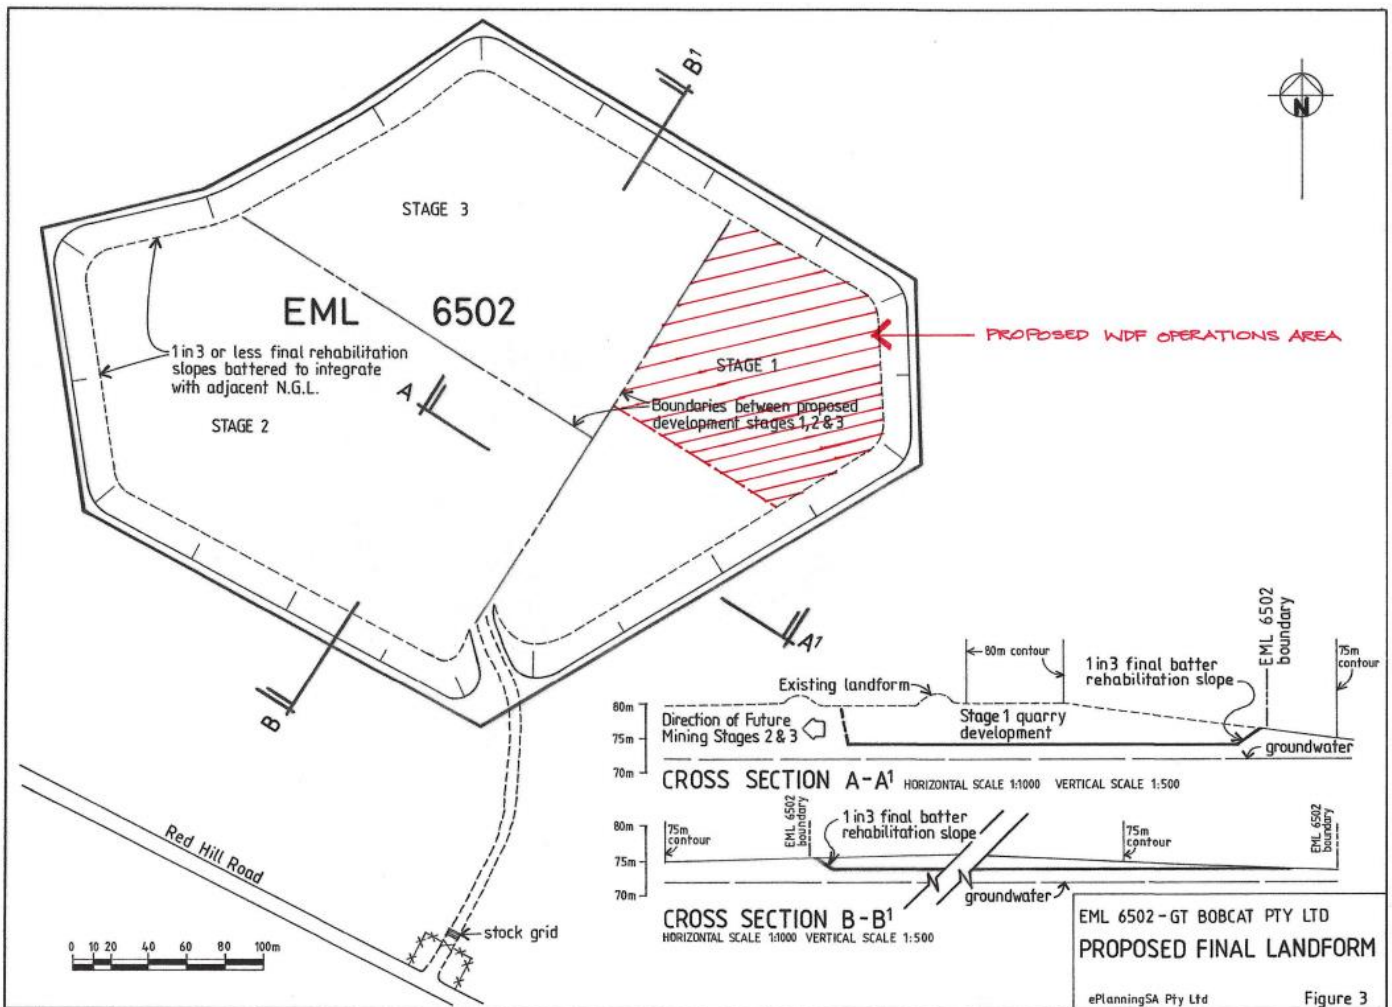 B¹
N
STAGE 3
EML 6502
PROPOSED WDF OPERATIONS AREA
1 in 3 or less final rehabilitation
slopes battered to integrate
with adjacent N.G.L.
STAGE 1
A
Boundaries between proposed
development stages 1, 2 & 3
STAGE 2
A¹
B
EML 6502
boundary
80m contour
1 in 3 final batter
rehabilitation slope
75m
contour
Existing landform
80m
75m
70m
Direction of Future
Mining Stages 2 & 3
Stage 1 quarry
development
groundwater
CROSS SECTION A-A¹ HORIZONTAL SCALE 1:1000 VERTICAL SCALE 1:500
80m
75m
70m
75m
contour
EML 6502
boundary
1 in 3 final batter
rehabilitation slope
75m
contour
EML 6502
boundary
groundwater
CROSS SECTION B-B¹
HORIZONTAL SCALE 1:1000 VERTICAL SCALE 1:500
Red Hill Road
stock grid
0 10 20 40 60 80 100m
EML 6502 - GT BOBCAT PTY LTD
PROPOSED FINAL LANDFORM
ePlanningSA Pty Ltd Figure 3